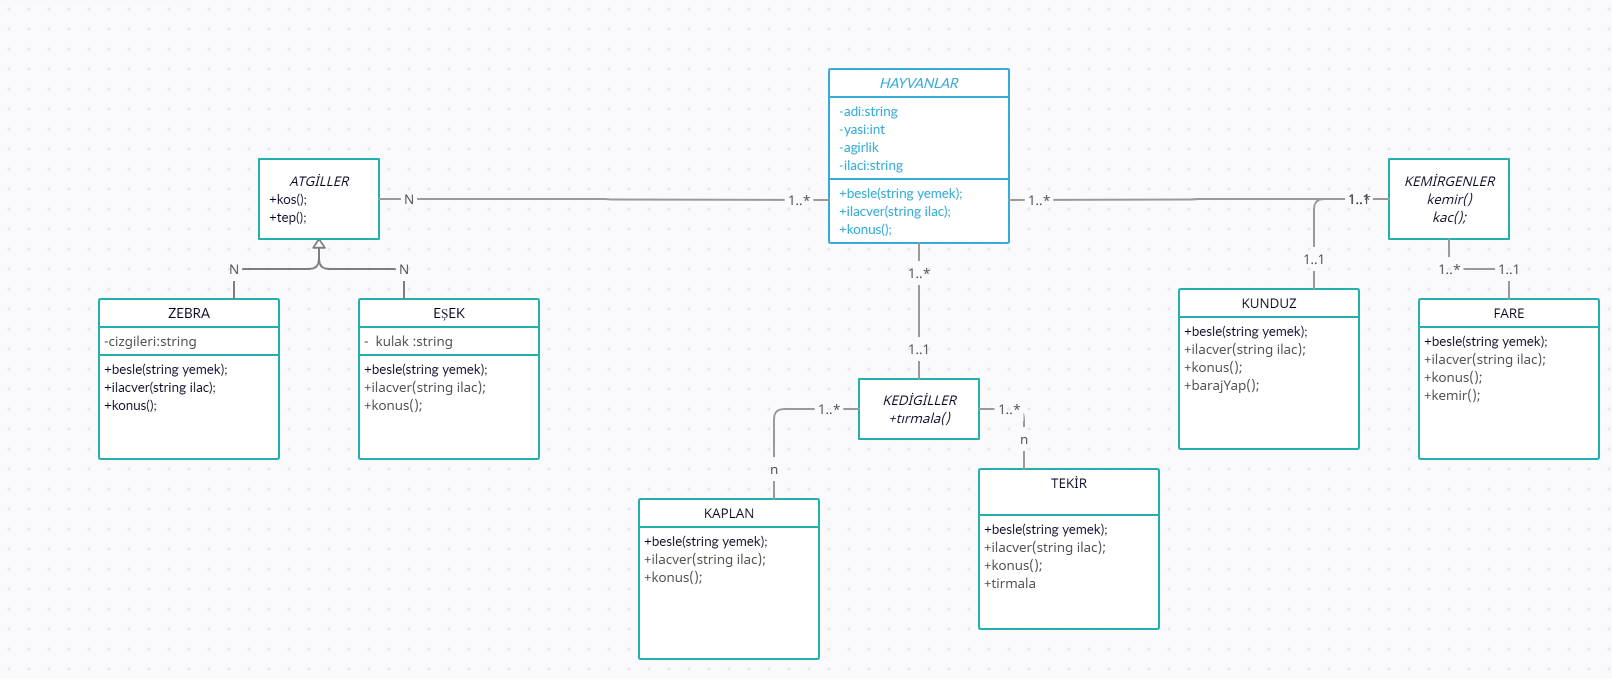 HAYVANLAR
-adi:string
-yasi:int
-agirlik
-ilaci:string
+besle(string yemek);
+ilacver(string ilac);
+konus();
ATGİLLER
+kos();
+tep();
N
1..*
1..*
1..1
KEMİRGENLER
kemir()
kac();
N
N
1..*
1..1
1..*
1..1
1..1
ZEBRA
-cizgileri:string
+besle(string yemek);
+ilacver(string ilac);
+konus();
EŞEK
- kulak :string
+besle(string yemek);
+ilacver(string ilac);
+konus();
KEDİGİLLER
+tırmala()
1..*
1..*
n
n
KUNDUZ
+besle(string yemek);
+ilacver(string ilac);
+konus();
+barajYap();
FARE
+besle(string yemek);
+ilacver(string ilac);
+konus();
+kemir();
KAPLAN
+besle(string yemek);
+ilacver(string ilac);
+konus();
TEKİR
+besle(string yemek);
+ilacver(string ilac);
+konus();
+tirmala